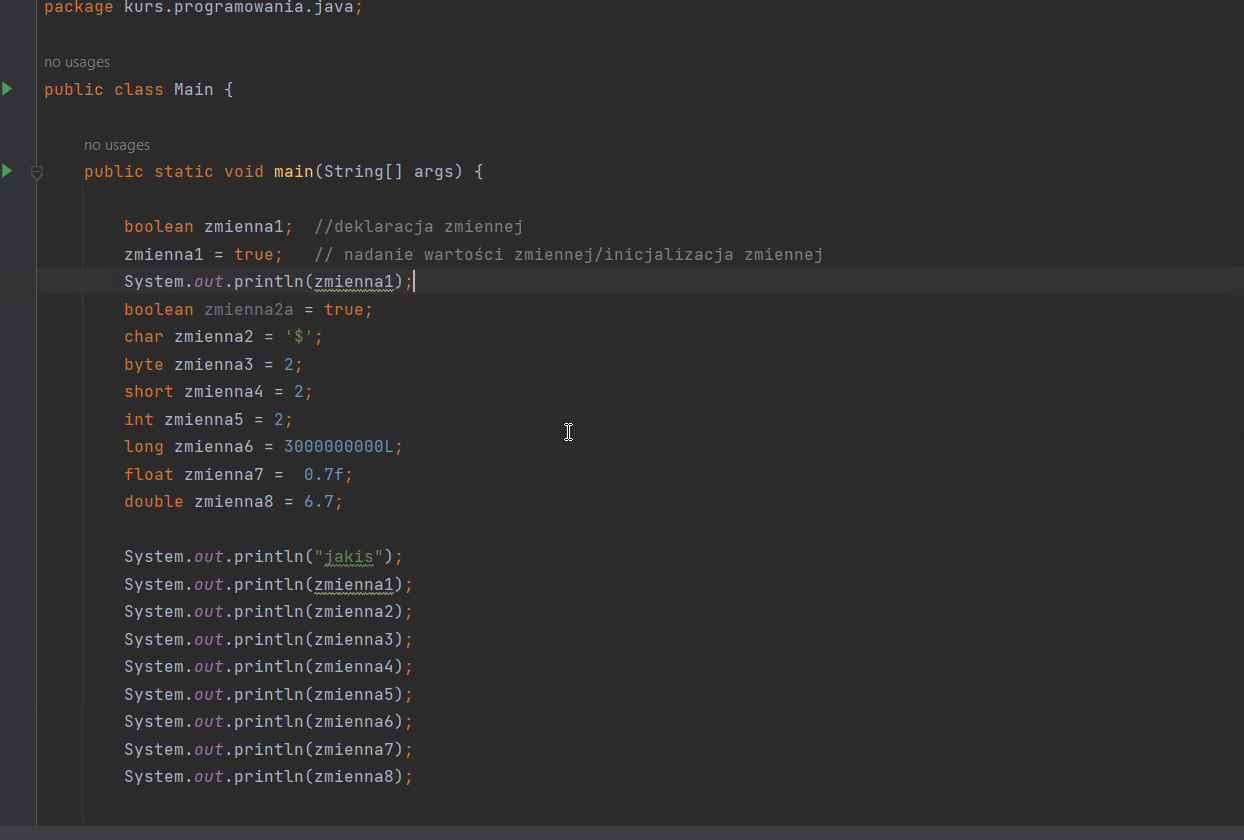 package kurs.programowania.java;
no usages
public class Main {
no usages
public static void main(String[] args) {
boolean zmienna1;  //deklaracja zmiennej
zmienna1 = true;   // nadanie wartości zmiennej/inicjalizacja zmiennej
System.out.println(zmienna1);
boolean zmienna2a = true;
char zmienna2 = '$';
byte zmienna3 = 2;
short zmienna4 = 2;
int zmienna5 = 2;
long zmienna6 = 3000000000L;
float zmienna7 =  0.7f;
double zmienna8 = 6.7;
System.out.println("jakis");
System.out.println(zmienna1);
System.out.println(zmienna2);
System.out.println(zmienna3);
System.out.println(zmienna4);
System.out.println(zmienna5);
System.out.println(zmienna6);
System.out.println(zmienna7);
System.out.println(zmienna8);